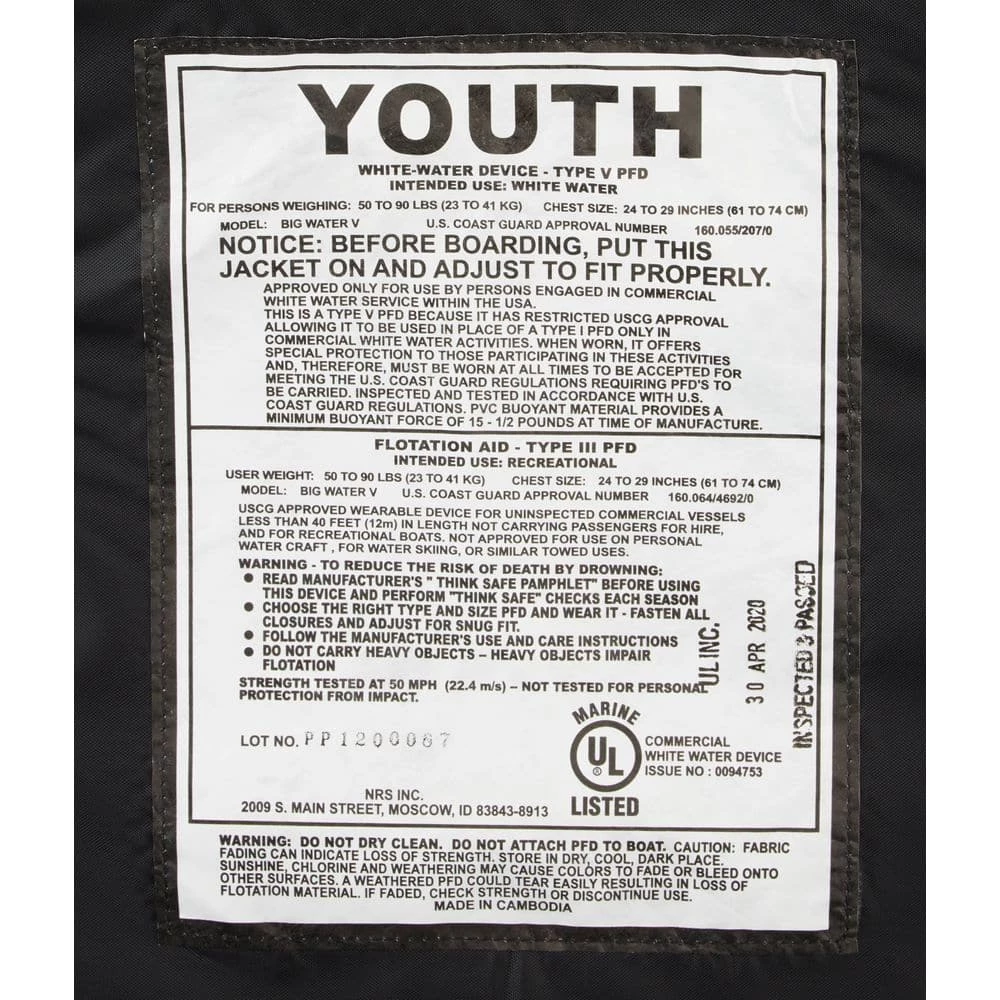 YOUTH
WHITE-WATER DEVICE - TYPE V PFD
INTENDED USE: WHITE WATER
FOR PERSONS WEIGHING: 50 TO 90 LBS (23 TO 41 KG) CHEST SIZE: 24 TO 29 INCHES (61 TO 74 CM)
MODEL: BIG WATER V U.S. COAST GUARD APPROVAL NUMBER 160.055/207/0
NOTICE: BEFORE BOARDING, PUT THIS
JACKET ON AND ADJUST TO FIT PROPERLY.
APPROVED ONLY FOR USE BY PERSONS ENGAGED IN COMMERCIAL
WHITE WATER SERVICE WITHIN THE USA.
THIS IS A TYPE V PFD BECAUSE IT HAS RESTRICTED USCG APPROVAL
ALLOWING IT TO BE USED IN PLACE OF A TYPE I PFD ONLY IN
COMMERCIAL WHITE WATER ACTIVITIES. WHEN WORN, IT OFFERS
SPECIAL PROTECTION TO THOSE PARTICIPATING IN THESE ACTIVITIES
AND, THEREFORE, MUST BE WORN AT ALL TIMES TO BE ACCEPTED FOR
MEETING THE U.S. COAST GUARD REGULATIONS REQUIRING PFD'S TO
BE CARRIED. INSPECTED AND TESTED IN ACCORDANCE WITH U.S.
COAST GUARD REGULATIONS. PVC BUOYANT MATERIAL PROVIDES A
MINIMUM BUOYANT FORCE OF 15 - 1/2 POUNDS AT TIME OF MANUFACTURE.
FLOTATION AID - TYPE III PFD
INTENDED USE: RECREATIONAL
USER WEIGHT: 50 TO 90 LBS (23 TO 41 KG) CHEST SIZE: 24 TO 29 INCHES (61 TO 74 CM)
MODEL: BIG WATER V U.S. COAST GUARD APPROVAL NUMBER 160.064/4692/0
USCG APPROVED WEARABLE DEVICE FOR UNINSPECTED COMMERCIAL VESSELS
LESS THAN 40 FEET (12m) IN LENGTH NOT CARRYING PASSENGERS FOR HIRE,
AND FOR RECREATIONAL BOATS. NOT APPROVED FOR USE ON PERSONAL
WATER CRAFT , FOR WATER SKIING, OR SIMILAR TOWED USES.
WARNING - TO REDUCE THE RISK OF DEATH BY DROWNING:
● READ MANUFACTURER'S " THINK SAFE PAMPHLET" BEFORE USING
THIS DEVICE AND PERFORM "THINK SAFE" CHECKS EACH SEASON
● CHOOSE THE RIGHT TYPE AND SIZE PFD AND WEAR IT - FASTEN ALL
CLOSURES AND ADJUST FOR SNUG FIT.
● FOLLOW THE MANUFACTURER'S USE AND CARE INSTRUCTIONS
● DO NOT CARRY HEAVY OBJECTS – HEAVY OBJECTS IMPAIR
FLOTATION
STRENGTH TESTED AT 50 MPH (22.4 m/s) – NOT TESTED FOR PERSONAL
PROTECTION FROM IMPACT.
UL INC.
30 APR 2020
INSPECTED & PASSED
LOT NO. PP1200067
MARINE
UL
®
LISTED
COMMERCIAL
WHITE WATER DEVICE
ISSUE NO : 0094753
NRS INC.
2009 S. MAIN STREET, MOSCOW, ID 83843-8913
WARNING: DO NOT DRY CLEAN. DO NOT ATTACH PFD TO BOAT. CAUTION: FABRIC
FADING CAN INDICATE LOSS OF STRENGTH. STORE IN DRY, COOL, DARK PLACE.
SUNSHINE, CHLORINE AND WEATHERING MAY CAUSE COLORS TO FADE OR BLEED ONTO
OTHER SURFACES. A WEATHERED PFD COULD TEAR EASILY RESULTING IN LOSS OF
FLOTATION MATERIAL. IF FADED, CHECK STRENGTH OR DISCONTINUE USE.
MADE IN CAMBODIA